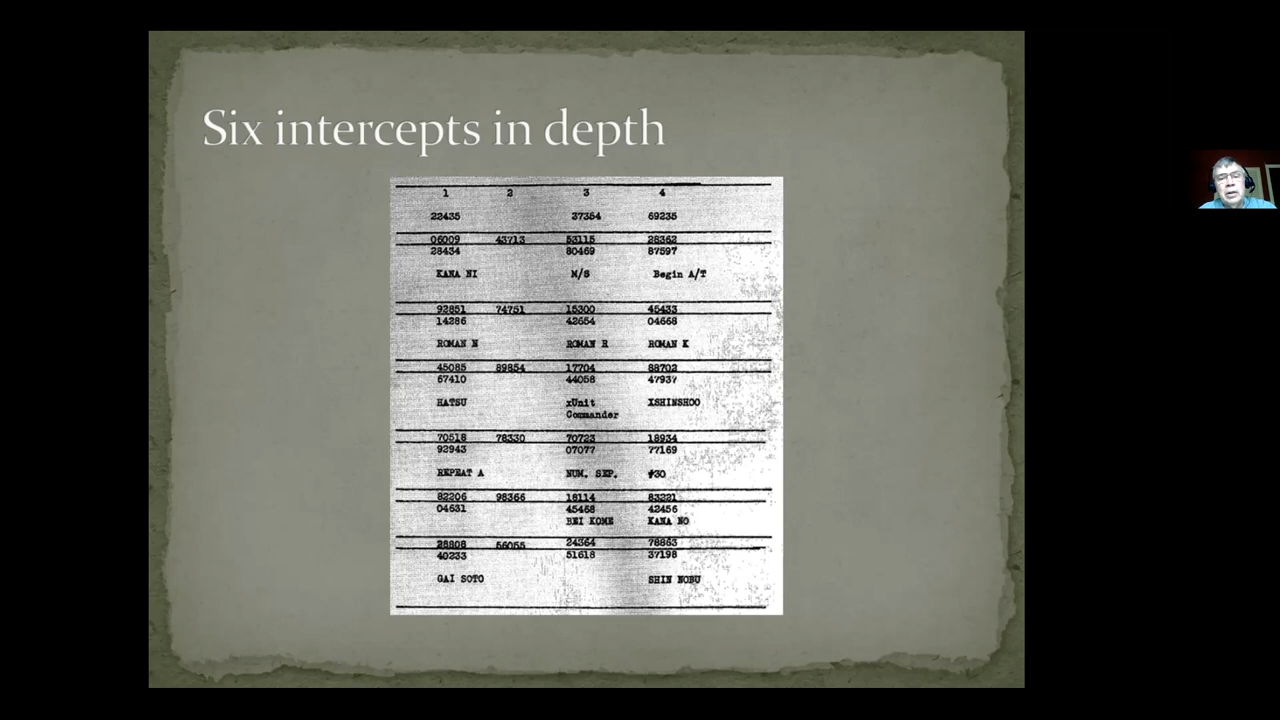 Six intercepts in depth
1 2 3 4
22435 37354 69235
06009 43713 53115 28362
28434 80469 87597
KANA NI M/S Begin A/T
92851 74751 15300 45433
14286 42654 04668
ROMAN N ROMAN R ROMAN K
45085 89854 17704 88702
67410 44058 47937
HATSU xUnit XSHINSHOO
Commander
70518 78330 70723 18934
92943 07077 77169
REPEAT A NUM. SEP. #30
82206 98366 18114 83221
04631 45468 42456
BEI KOME KANA NO
28808 56055 24364 78863
40233 51618 37198
GAI SOTO SHIN NOBU